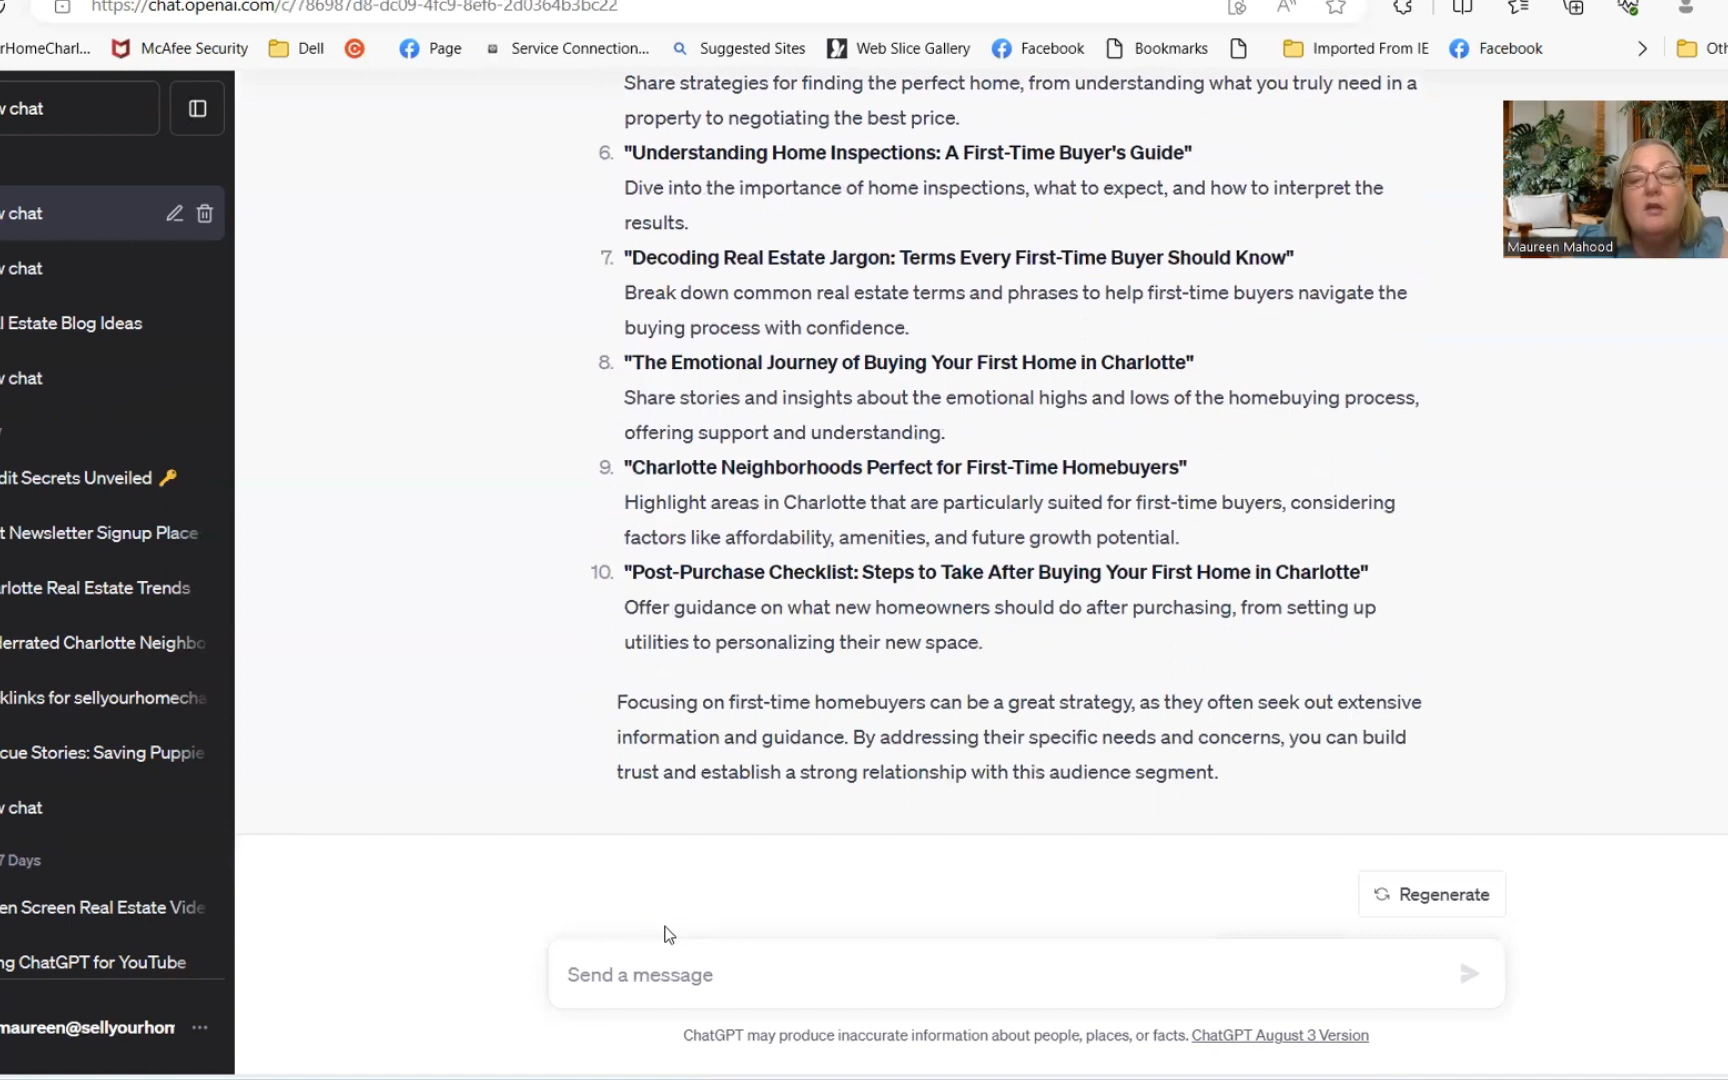 https://chat.openai.com/c/786987d8-dc09-4fc9-8ef6-2d0364b3bc22
rHomeCharl... McAfee Security Dell Page Service Connection... Suggested Sites Web Slice Gallery Facebook Bookmarks Imported From IE Facebook Oth
w chat
w chat
w chat
l Estate Blog Ideas
w chat
dit Secrets Unveiled 🔑
t Newsletter Signup Place
rlotte Real Estate Trends
lerrated Charlotte Neighbo
klinks for sellyourhomecha
cue Stories: Saving Puppie
w chat
7 Days
en Screen Real Estate Vide
ng ChatGPT for YouTube
maureen@sellyourhom ...
Share strategies for finding the perfect home, from understanding what you truly need in a
property to negotiating the best price.
6. "Understanding Home Inspections: A First-Time Buyer's Guide"
Dive into the importance of home inspections, what to expect, and how to interpret the
results.
7. "Decoding Real Estate Jargon: Terms Every First-Time Buyer Should Know"
Break down common real estate terms and phrases to help first-time buyers navigate the
buying process with confidence.
8. "The Emotional Journey of Buying Your First Home in Charlotte"
Share stories and insights about the emotional highs and lows of the homebuying process,
offering support and understanding.
9. "Charlotte Neighborhoods Perfect for First-Time Homebuyers"
Highlight areas in Charlotte that are particularly suited for first-time buyers, considering
factors like affordability, amenities, and future growth potential.
10. "Post-Purchase Checklist: Steps to Take After Buying Your First Home in Charlotte"
Offer guidance on what new homeowners should do after purchasing, from setting up
utilities to personalizing their new space.
Focusing on first-time homebuyers can be a great strategy, as they often seek out extensive
information and guidance. By addressing their specific needs and concerns, you can build
trust and establish a strong relationship with this audience segment.
Regenerate
Send a message
ChatGPT may produce inaccurate information about people, places, or facts. ChatGPT August 3 Version
Maureen Mahood